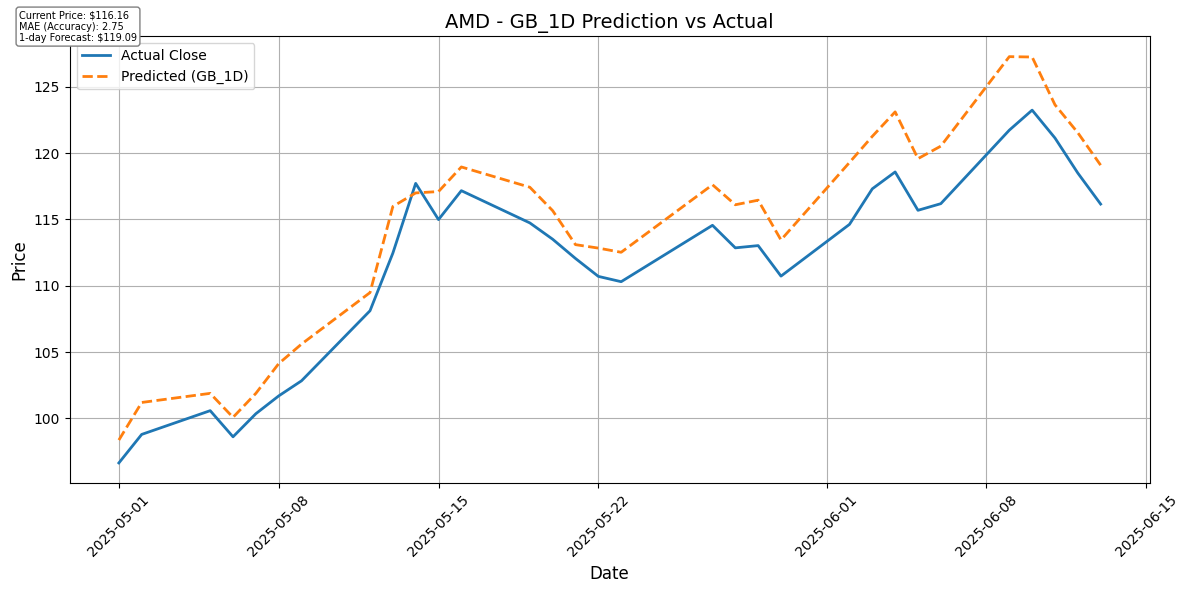 Current Price: $116.16
MAE (Accuracy): 2.75
1-day Forecast: $119.09
AMD - GB_1D Prediction vs Actual
Actual Close
Predicted (GB_1D)
Price
125
120
115
110
105
100
2025-05-01
2025-05-08
2025-05-15
2025-05-22
2025-06-01
2025-06-08
2025-06-15
Date